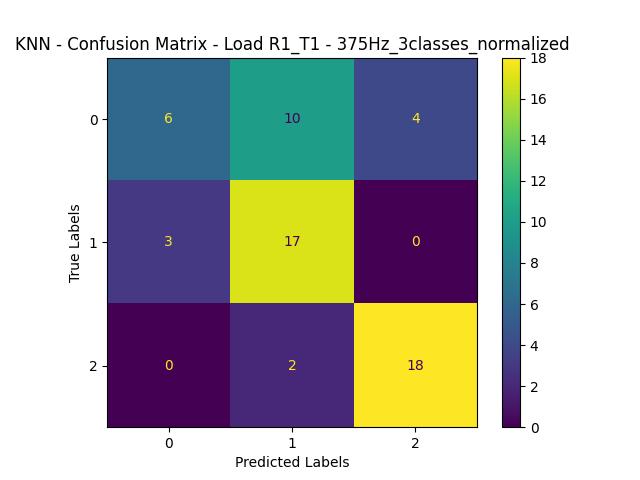 KNN - Confusion Matrix - Load R1_T1 - 375Hz_3classes_normalized
18
16
14
12
10
8
6
4
2
0
True Labels
0
6 10 4
1
3 17 0
2
0 2 18
0 1 2
Predicted Labels